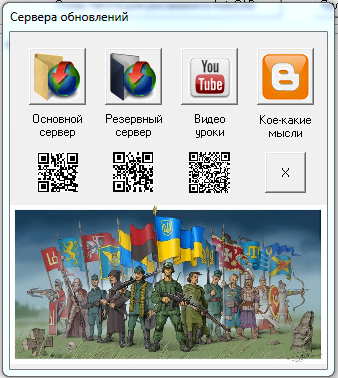 Сервера обновлений
You
Tube
Основной
сервер
Резервный
сервер
Видео
уроки
Кое-какие
мысли
X